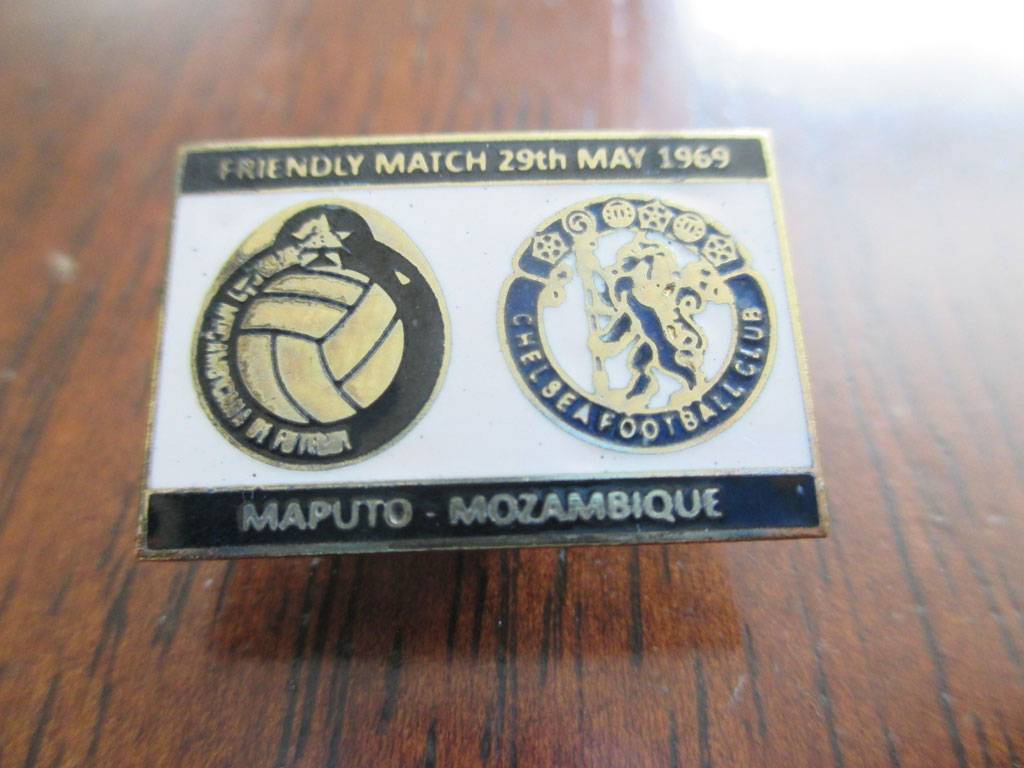 FRIENDLY MATCH 29th MAY 1969
CHELSEA FOOTBALL CLUB
MAPUTO - MOZAMBIQUE